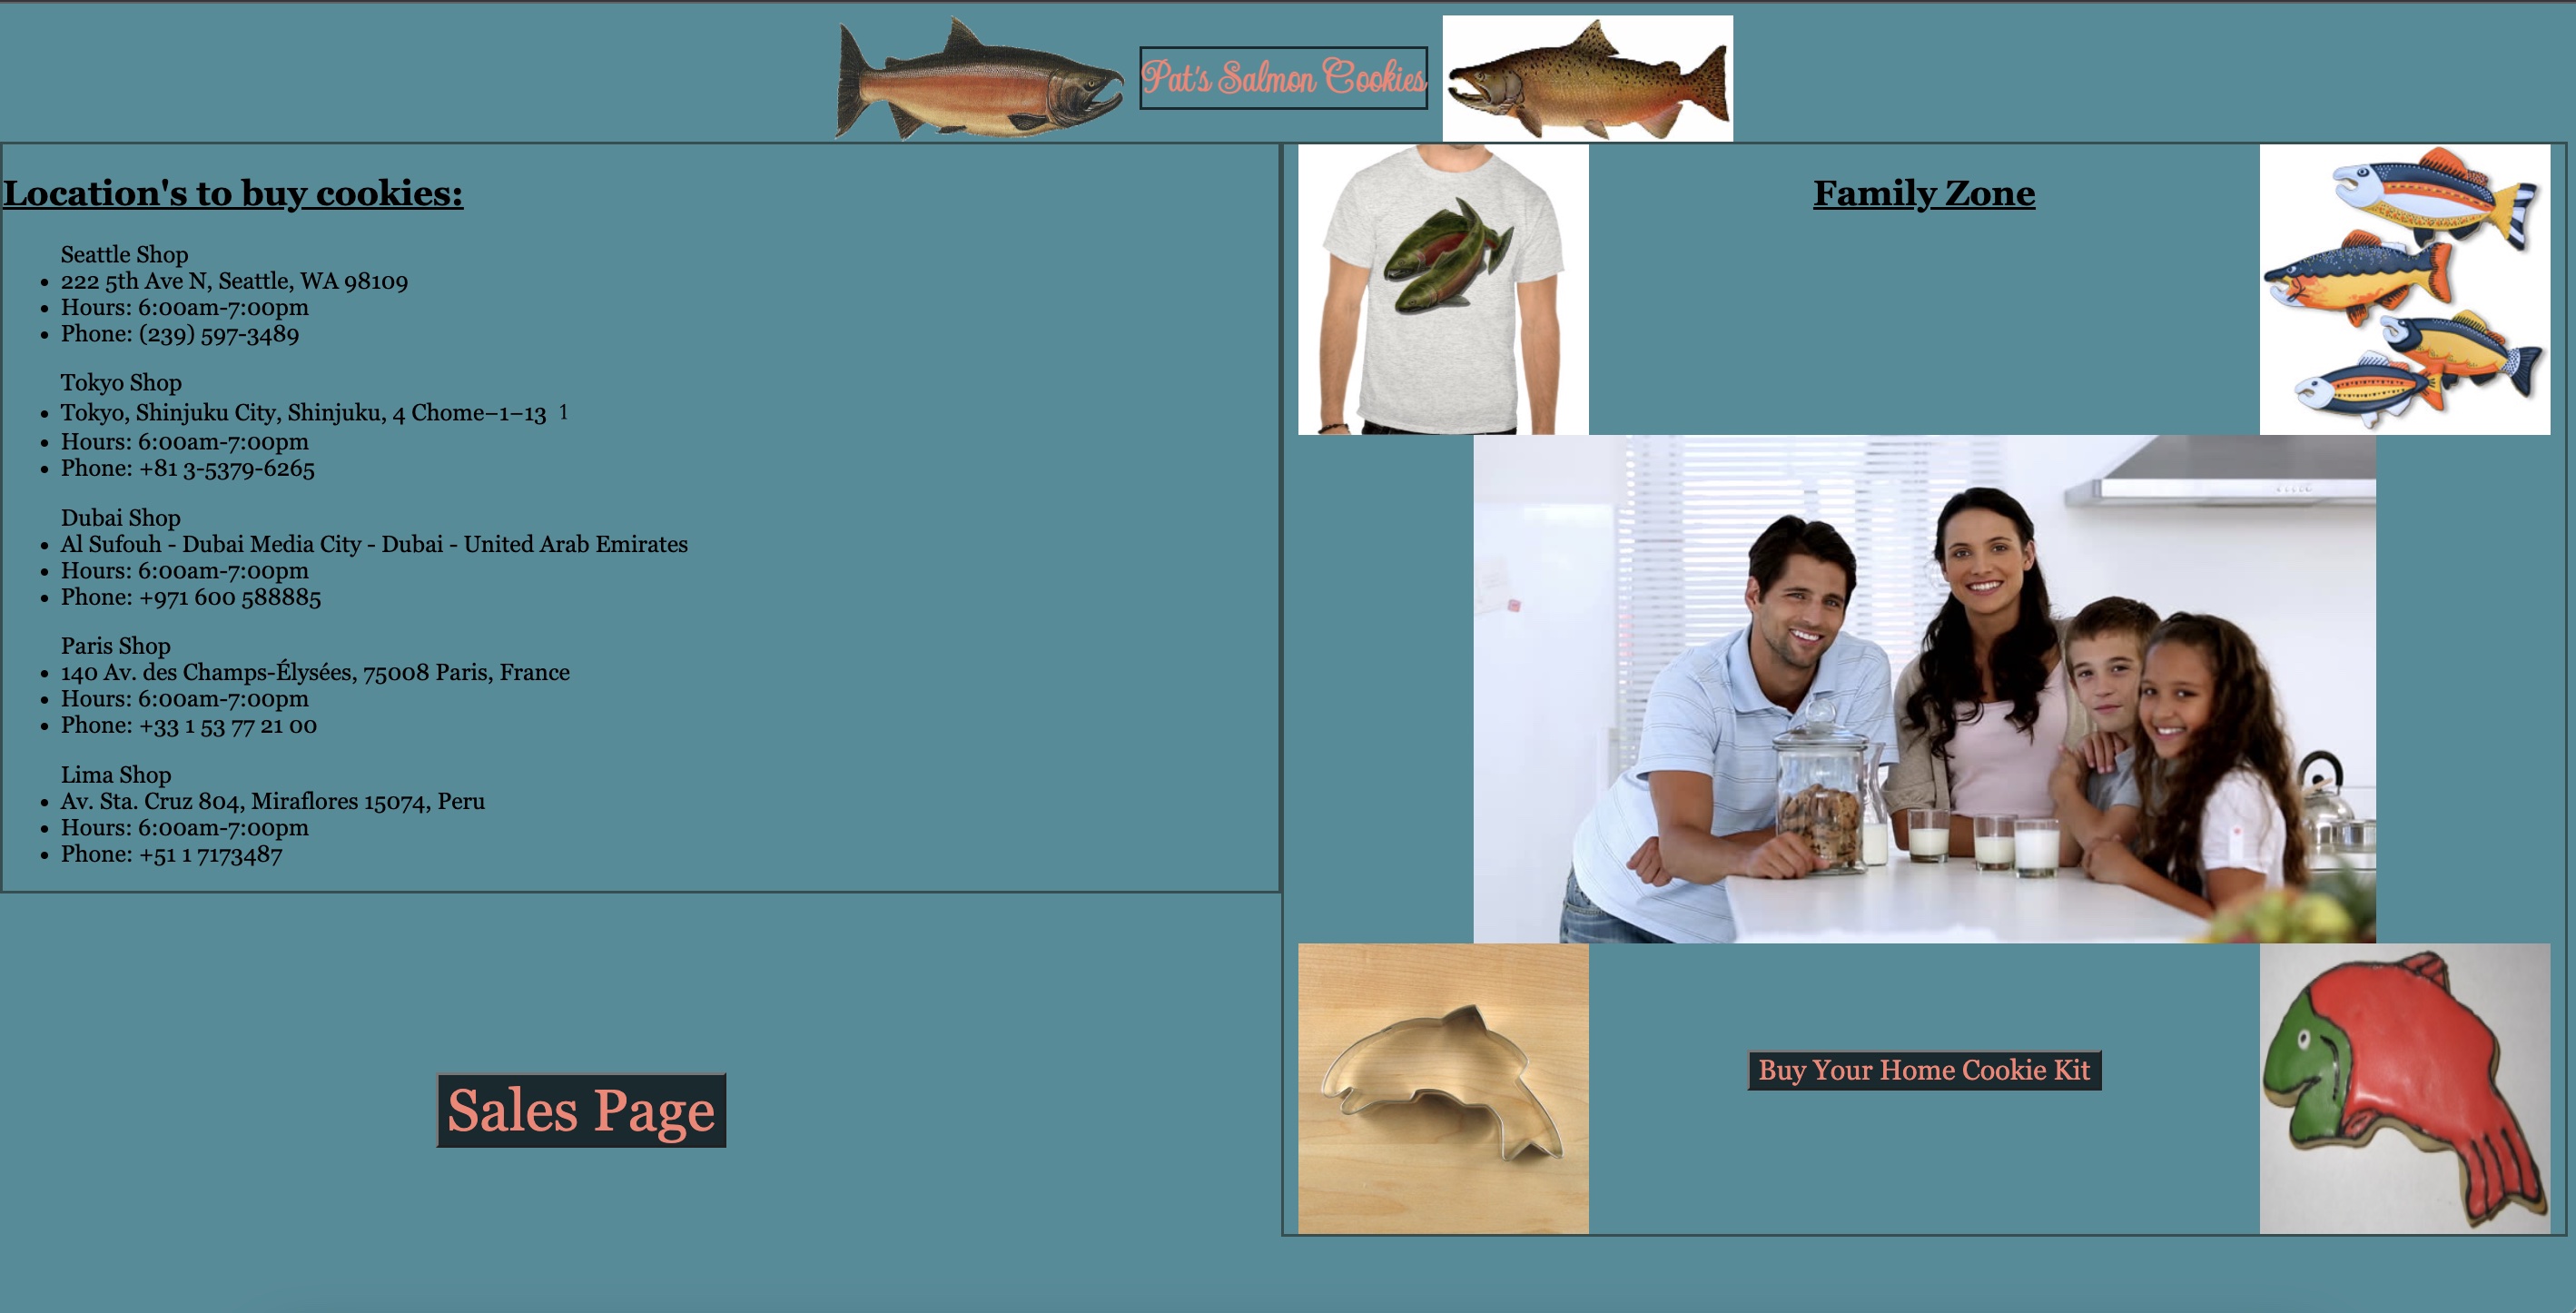 Pat's Salmon Cookies
Location's to buy cookies:
Seattle Shop
222 5th Ave N, Seattle, WA 98109
Hours: 6:00am-7:00pm
Phone: (239) 597-3489
Tokyo Shop
Tokyo, Shinjuku City, Shinjuku, 4 Chome−1−13 1
Hours: 6:00am-7:00pm
Phone: +81 3-5379-6265
Dubai Shop
Al Sufouh - Dubai Media City - Dubai - United Arab Emirates
Hours: 6:00am-7:00pm
Phone: +971 600 588885
Paris Shop
140 Av. des Champs-Élysées, 75008 Paris, France
Hours: 6:00am-7:00pm
Phone: +33 1 53 77 21 00
Lima Shop
Av. Sta. Cruz 804, Miraflores 15074, Peru
Hours: 6:00am-7:00pm
Phone: +51 1 7173487
Sales Page
Family Zone
Buy Your Home Cookie Kit